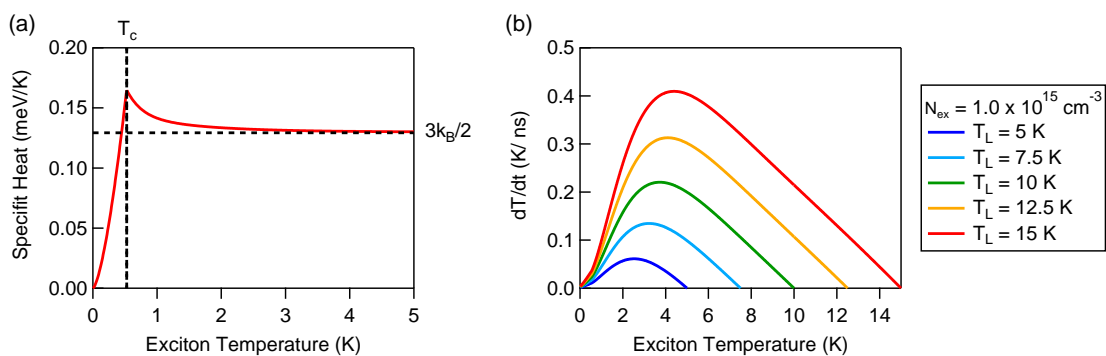 (a)
T_c
Specifit Heat (meV/K)
0.20
0.15
0.10
0.05
0.00
3k_B/2
0 1 2 3 4 5
Exciton Temperature (K)
(b)
dT/dt (K/ ns)
0.5
0.4
0.3
0.2
0.1
0.0
0 2 4 6 8 10 12 14
Exciton Temperature (K)
N_ex = 1.0 x 10^15 cm^-3
T_L = 5 K
T_L = 7.5 K
T_L = 10 K
T_L = 12.5 K
T_L = 15 K